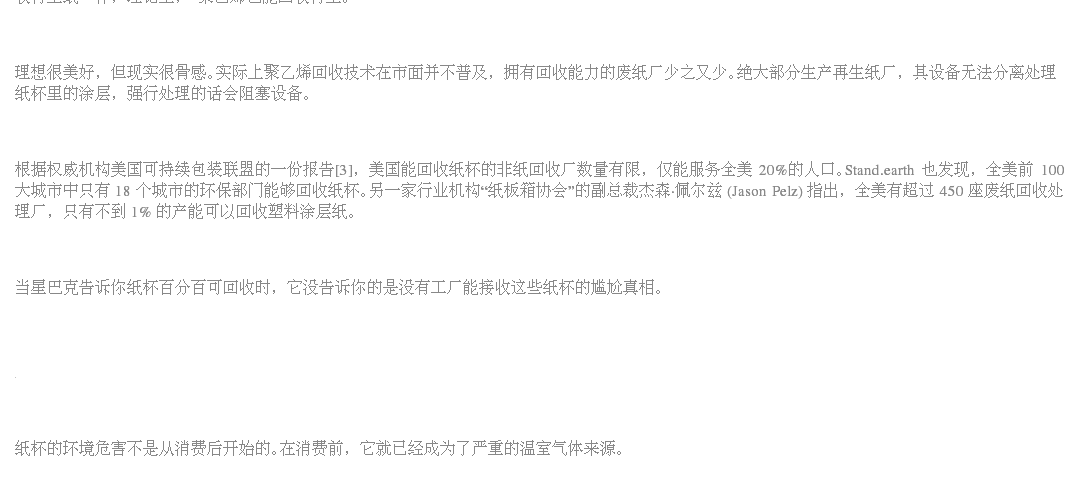 理想很美好，但现实很骨感。实际上聚乙烯回收技术在市面并不普及，拥有回收能力的废纸厂少之又少。绝大部分生产再生纸厂，其设备无法分离处理
纸杯里的涂层，强行处理的话会阻塞设备。
根据权威机构美国可持续包装联盟的一份报告[3]，美国能回收纸杯的非纸回收厂数量有限，仅能服务全美 20%的人口。Stand.earth 也发现，全美前 100
大城市中只有 18 个城市的环保部门能够回收纸杯。另一家行业机构“纸板箱协会”的副总裁杰森·佩尔兹 (Jason Pelz) 指出，全美有超过 450 座废纸回收处
理厂，只有不到 1% 的产能可以回收塑料涂层纸。
当星巴克告诉你纸杯百分百可回收时，它没告诉你的是没有工厂能接收这些纸杯的尴尬真相。
纸杯的环境危害不是从消费后开始的。在消费前，它就已经成为了严重的温室气体来源。